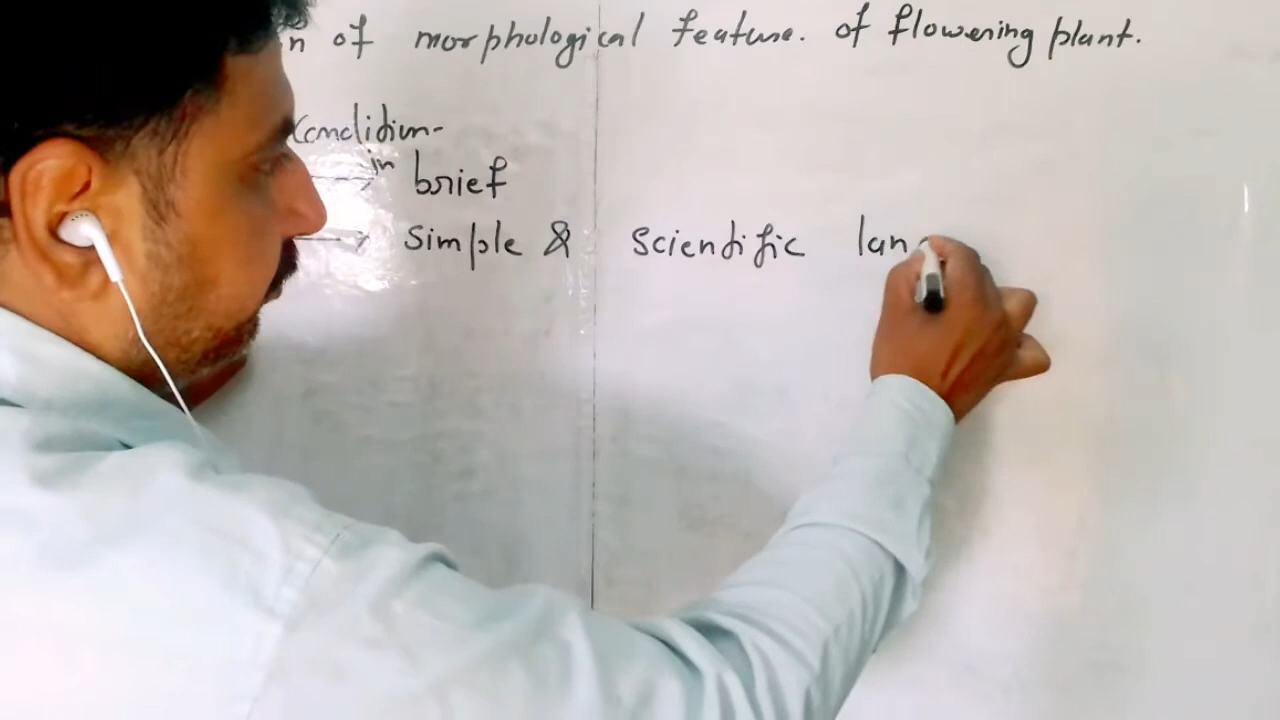 n of morphological feature. of flowering plant.
Condition-
in brief
simple & scientific lan